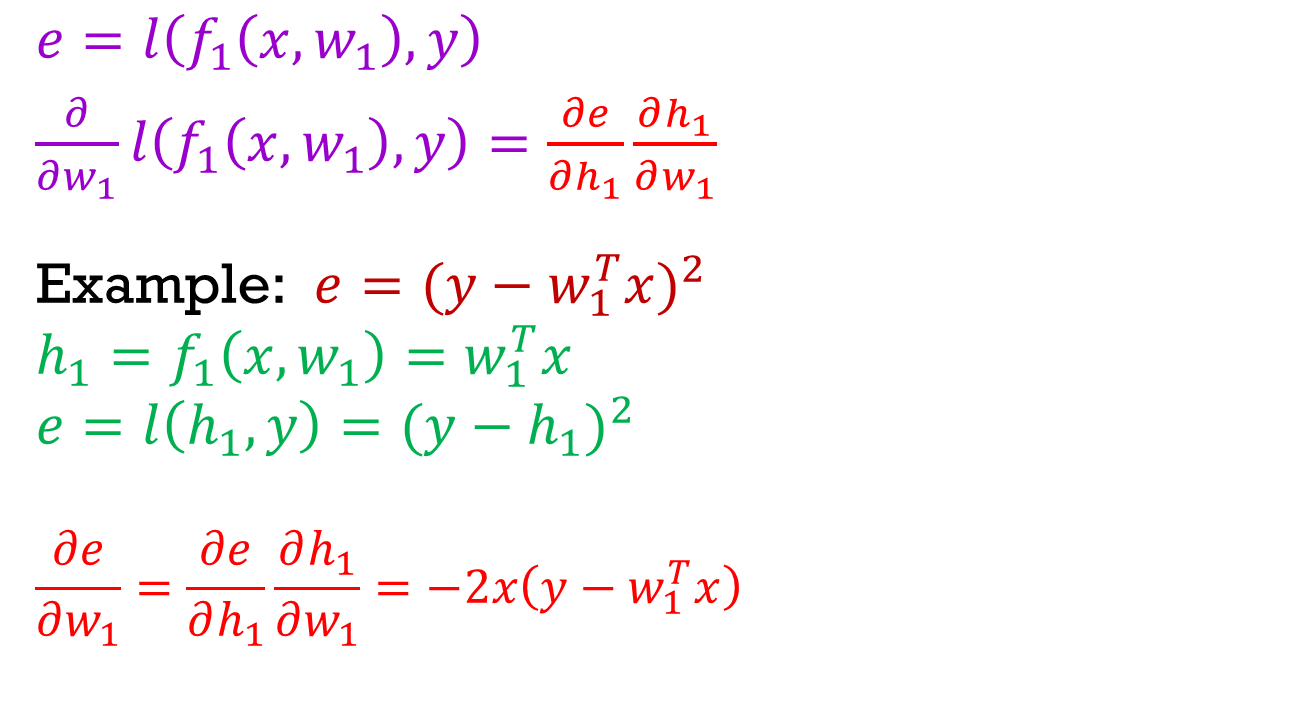 e = l(f₁(x, w₁), y)
∂/∂w₁ l(f₁(x, w₁), y) = ∂e/∂h₁ ∂h₁/∂w₁
Example: e = (y − w₁ᵀx)²
h₁ = f₁(x, w₁) = w₁ᵀx
e = l(h₁, y) = (y − h₁)²
∂e/∂w₁ = ∂e/∂h₁ ∂h₁/∂w₁ = −2x(y − w₁ᵀx)